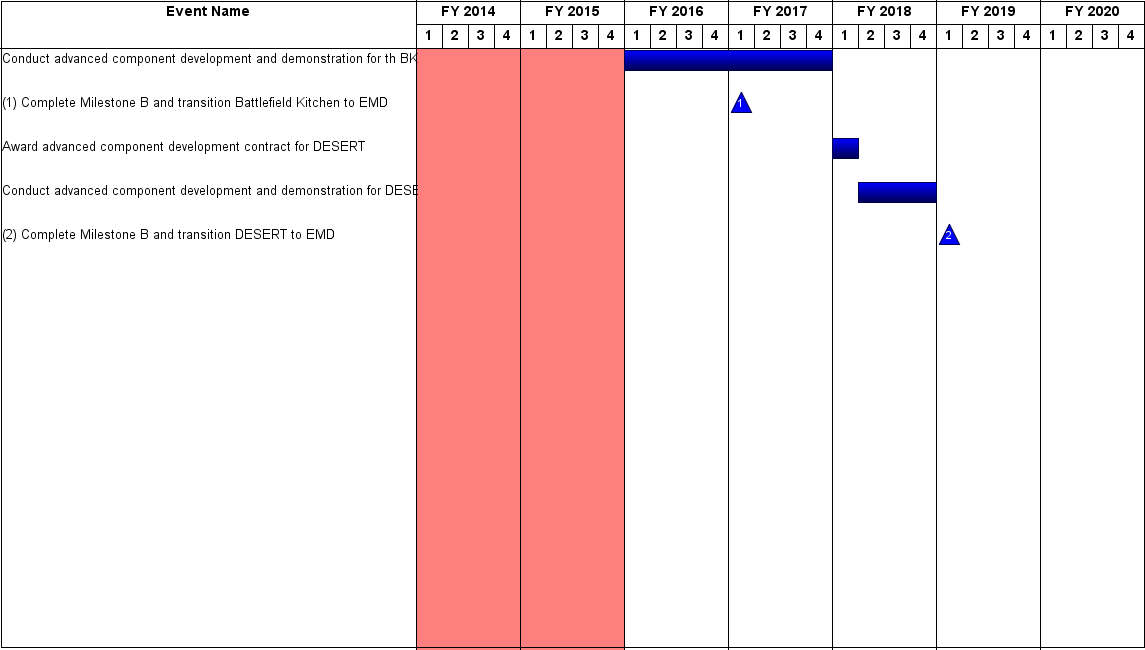 Event Name FY 2014 FY 2015 FY 2016 FY 2017 FY 2018 FY 2019 FY 2020
1 2 3 4 1 2 3 4 1 2 3 4 1 2 3 4 1 2 3 4 1 2 3 4 1 2 3 4
Conduct advanced component development and demonstration for th BK
(1) Complete Milestone B and transition Battlefield Kitchen to EMD 1
Award advanced component development contract for DESERT
Conduct advanced component development and demonstration for DESE
(2) Complete Milestone B and transition DESERT to EMD 2